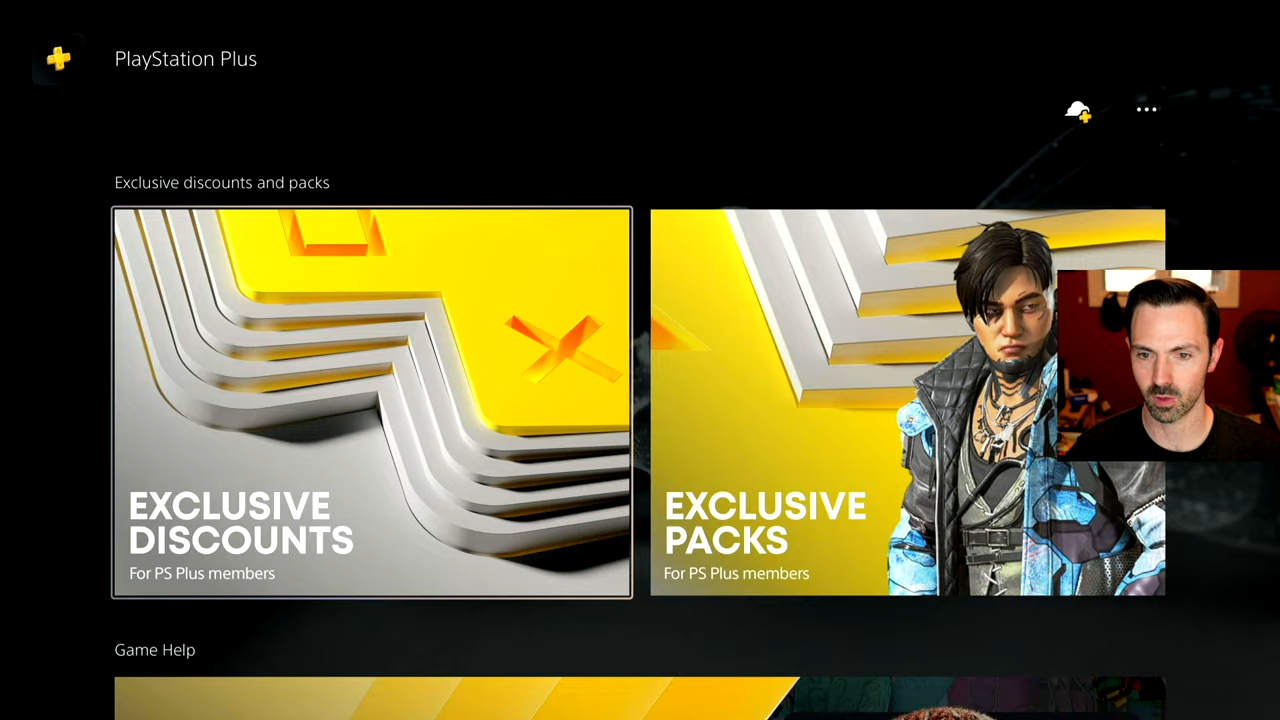 PlayStation Plus
Exclusive discounts and packs
EXCLUSIVE
DISCOUNTS
For PS Plus members
EXCLUSIVE
PACKS
For PS Plus members
Game Help